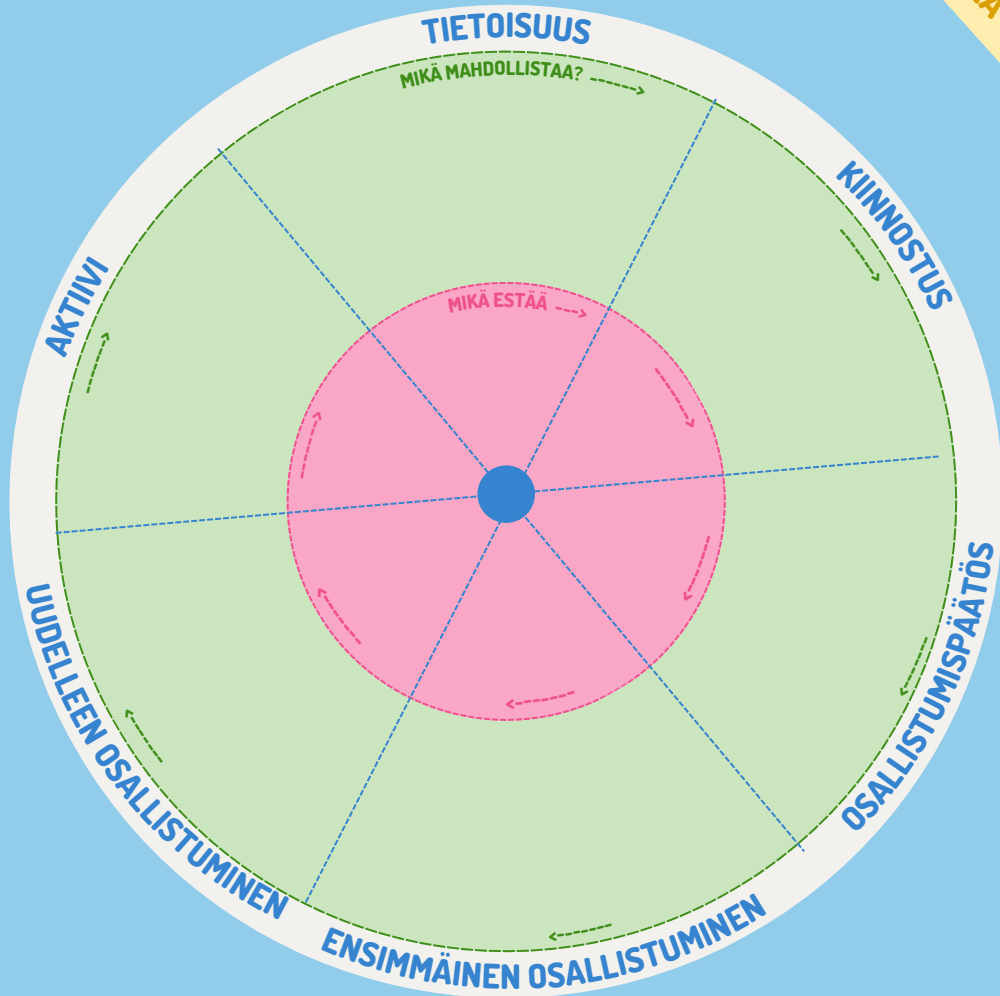 TIETOISUUS
MIKÄ MAHDOLLISTAA?
KIINNOSTUS
AKTIIVI
MIKÄ ESTÄÄ
OSALLISTUMISPÄÄTÖS
UUDELLEEN OSALLISTUMINEN
ENSIMMÄINEN OSALLISTUMINEN